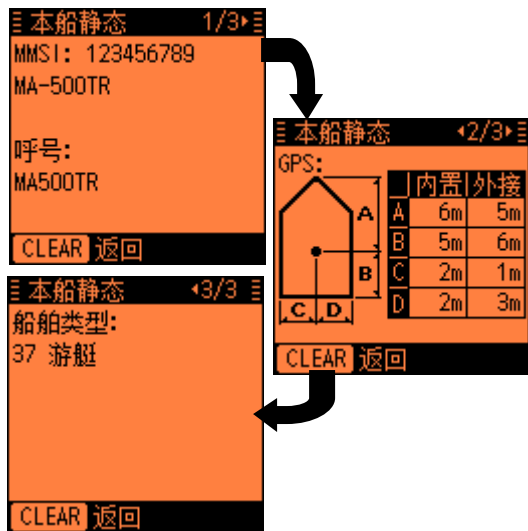 本船静态 1/3
MMSI: 123456789
MA-500TR
呼号:
MA500TR
CLEAR 返回
本船静态 2/3
GPS:
内置 外接
A 6m 5m
B 5m 6m
C 2m 1m
D 2m 3m
A
B
C D
CLEAR 返回
本船静态 3/3
船舶类型:
37 游艇
CLEAR 返回